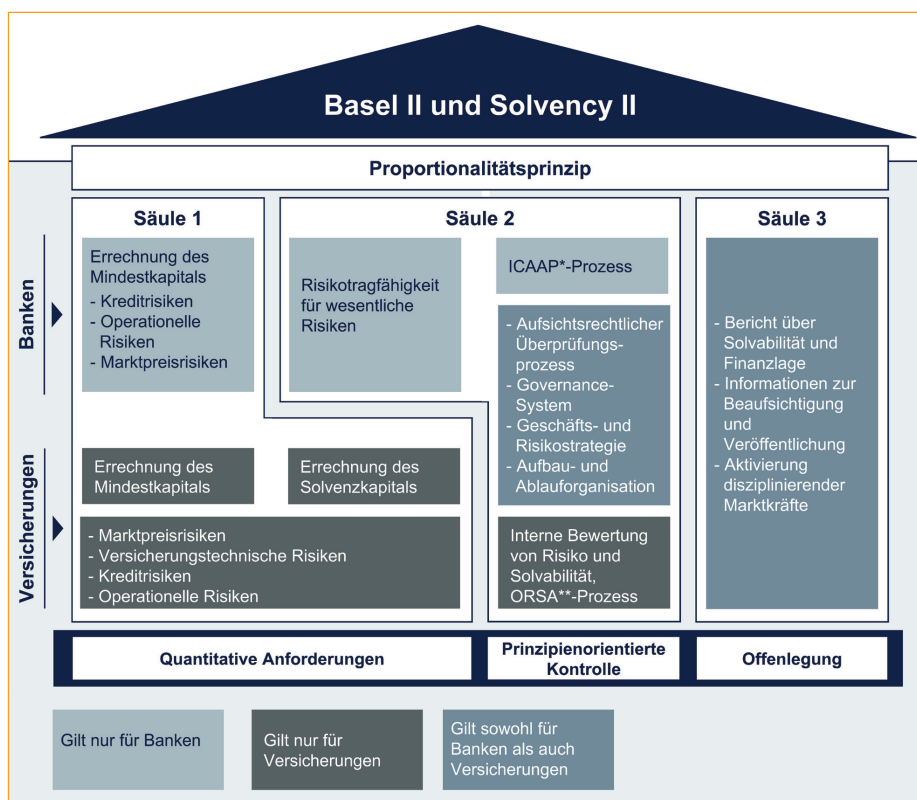 Basel II und Solvency II
Proportionalitätsprinzip
Banken
Versicherungen
Säule 1
Errechnung des
Mindestkapitals
- Kreditrisiken
- Operationelle
Risiken
- Marktpreisrisiken
Errechnung des
Mindestkapitals
Errechnung des
Solvenzkapitals
- Marktpreisrisiken
- Versicherungstechnische Risiken
- Kreditrisiken
- Operationelle Risiken
Säule 2
Risikotragfähigkeit
für wesentliche
Risiken
ICAAP*-Prozess
- Aufsichtsrechtlicher
Überprüfungs-
prozess
- Governance-
System
- Geschäfts- und
Risikostrategie
- Aufbau- und
Ablauforganisation
Interne Bewertung
von Risiko und
Solvabilität,
ORSA**-Prozess
Säule 3
- Bericht über
Solvabilität und
Finanzlage
- Informationen zur
Beaufsichtigung
und
Veröffentlichung
- Aktivierung
disziplinierender
Marktkräfte
Quantitative Anforderungen
Prinzipienorientierte
Kontrolle
Offenlegung
Gilt nur für Banken
Gilt nur für
Versicherungen
Gilt sowohl für
Banken als auch
Versicherungen